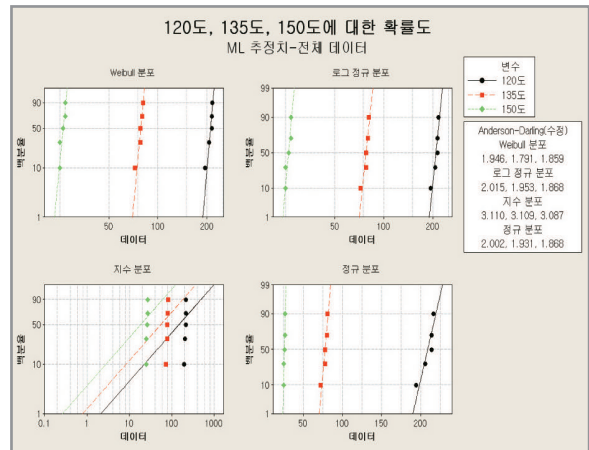 120도, 135도, 150도에 대한 확률도
ML 추정치-전체 데이터
Weibull 분포
백분율
90
50
10
1
50
100
200
데이터
로그 정규 분포
백분율
99
90
50
10
1
50
100
200
데이터
변수
120도
135도
150도
Anderson-Darling(수정)
Weibull 분포
1.946, 1.791, 1.859
로그 정규 분포
2.015, 1.953, 1.868
지수 분포
3.110, 3.109, 3.087
정규 분포
2.002, 1.931, 1.868
지수 분포
백분율
90
50
10
1
0.1
1
10
100
1000
데이터
정규 분포
백분율
99
90
50
10
1
50
100
150
200
데이터